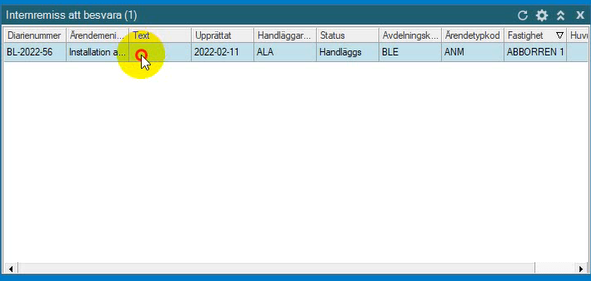 Internremiss att besvara (1)
Diarienummer Ärendemeni... Text Upprättat Handläggar... Status Avdelningsk... Ärendetypkod Fastighet Huvu
BL-2022-56 Installation a... 2022-02-11 ALA Handläggs BLE ANM ABBORREN 1